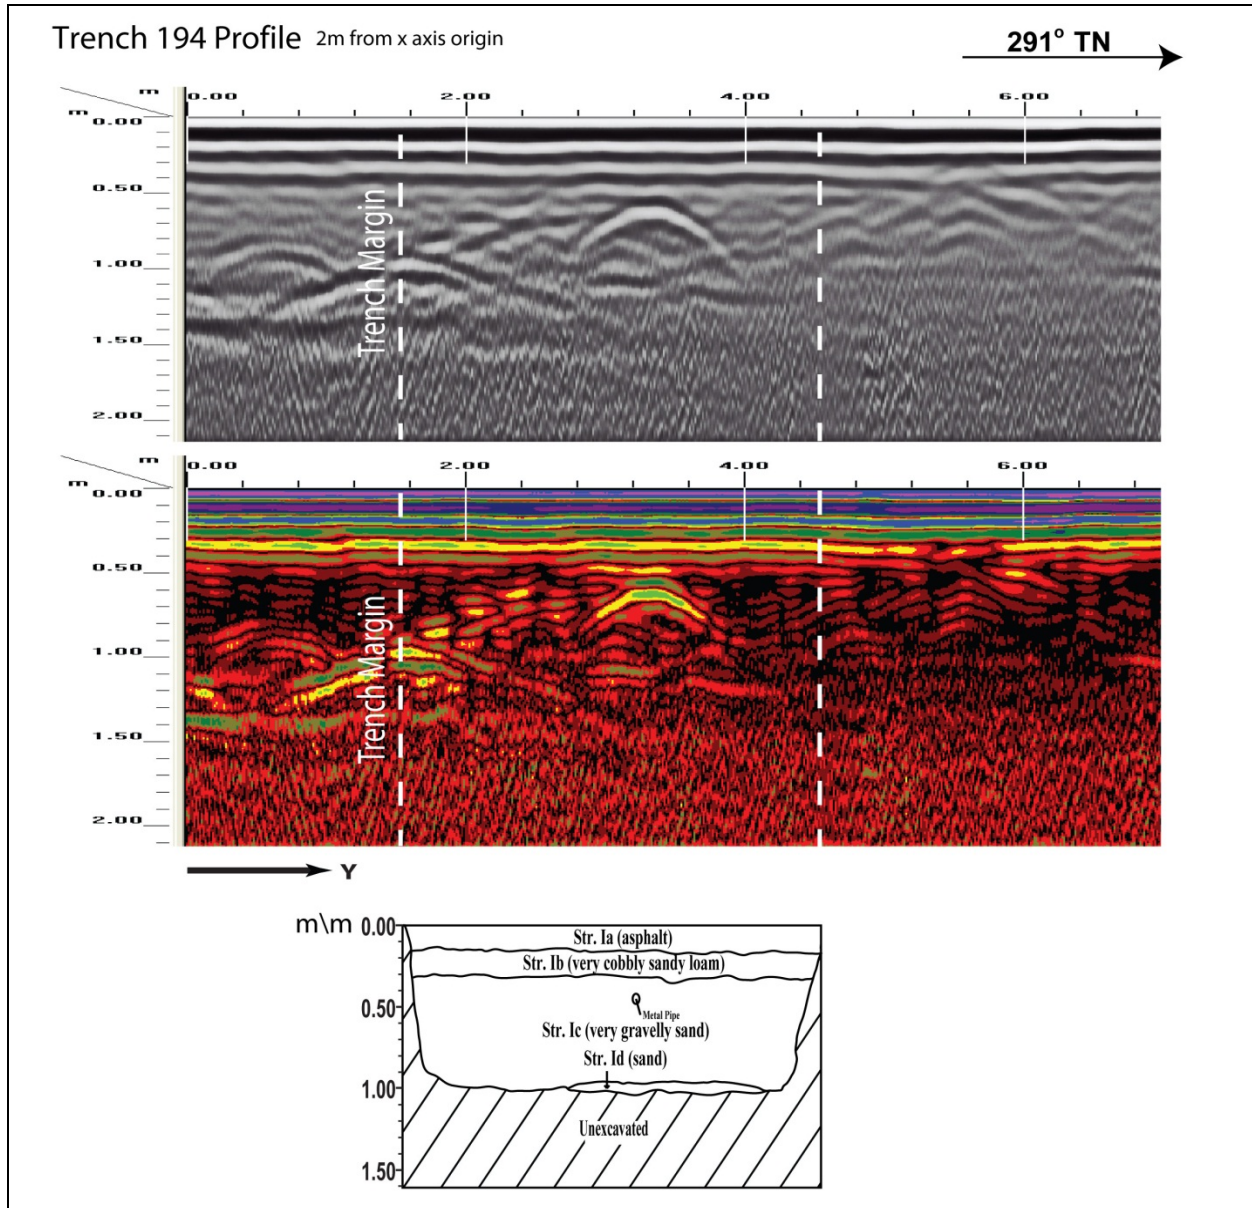 Trench 194 Profile 2m from x axis origin
291° TN
m 0.00 2.00 4.00 6.00
m
0.00
0.50
1.00
1.50
2.00
Trench Margin
m 0.00 2.00 4.00 6.00
m
0.00
0.50
1.00
1.50
2.00
Trench Margin
Y
m\m 0.00
0.50
1.00
1.50
Str. Ia (asphalt)
Str. Ib (very cobbly sandy loam)
Metal Pipe
Str. Ic (very gravelly sand)
Str. Id (sand)
Unexcavated